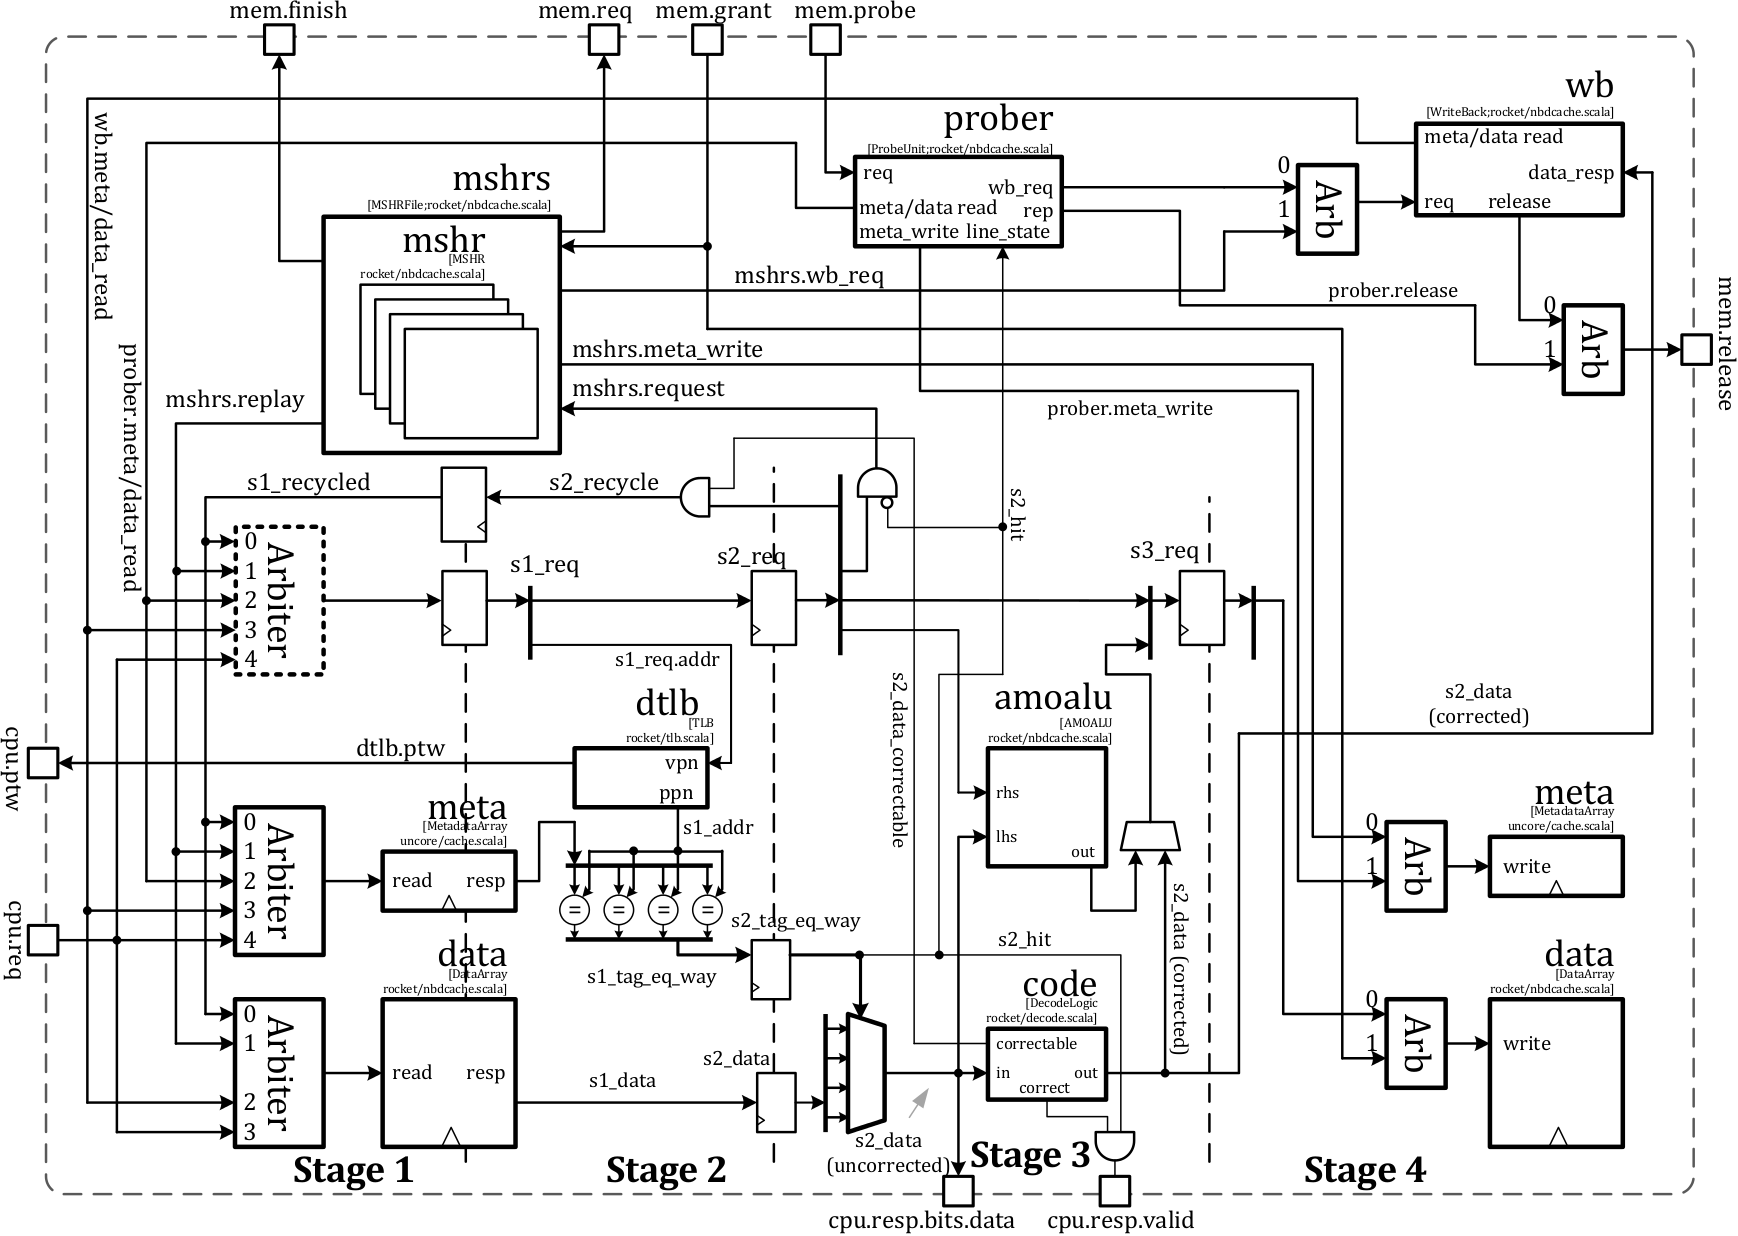 mem.finish
mem.req
mem.grant
mem.probe
wb
[WriteBack;rocket/nbdcache.scala]
meta/data read
data_resp
req
release
prober
[ProbeUnit;rocket/nbdcache.scala]
req
wb_req
meta/data read
rep
meta_write line_state
0
1
Arb
mshrs
[MSHRFile;rocket/nbdcache.scala]
mshr
[MSHR
rocket/nbdcache.scala]
wb.meta/data_read
prober.meta/data_read
mshrs.wb_req
prober.release
0
1
Arb
mem.release
mshrs.meta_write
mshrs.request
prober.meta_write
mshrs.replay
s1_recycled
s2_recycle
s2_hit
0
1
2
3
4
Arbiter
s1_req
s2_req
s3_req
s1_req.addr
s2_data_correctable
s2_data
(corrected)
cpu.ptw
dtlb.ptw
dtlb
[TLB
rocket/tlb.scala]
vpn
ppn
s1_addr
amoalu
[AMOALU
rocket/nbdcache.scala]
rhs
lhs
out
cpu.req
0
1
2
3
4
Arbiter
meta
[MetadataArray
uncore/cache.scala]
read
resp
=
=
=
=
s2_tag_eq_way
s1_tag_eq_way
s2_hit
s2_data (corrected)
0
1
Arb
meta
[MetadataArray
uncore/cache.scala]
write
0
1
2
3
Arbiter
data
[DataArray
rocket/nbdcache.scala]
read
resp
s1_data
s2_data
code
[DecodeLogic
rocket/decode.scala]
correctable
in
out
correct
s2_data
(uncorrected)
0
1
Arb
data
[DataArray
rocket/nbdcache.scala]
write
Stage 1
Stage 2
Stage 3
Stage 4
cpu.resp.bits.data
cpu.resp.valid